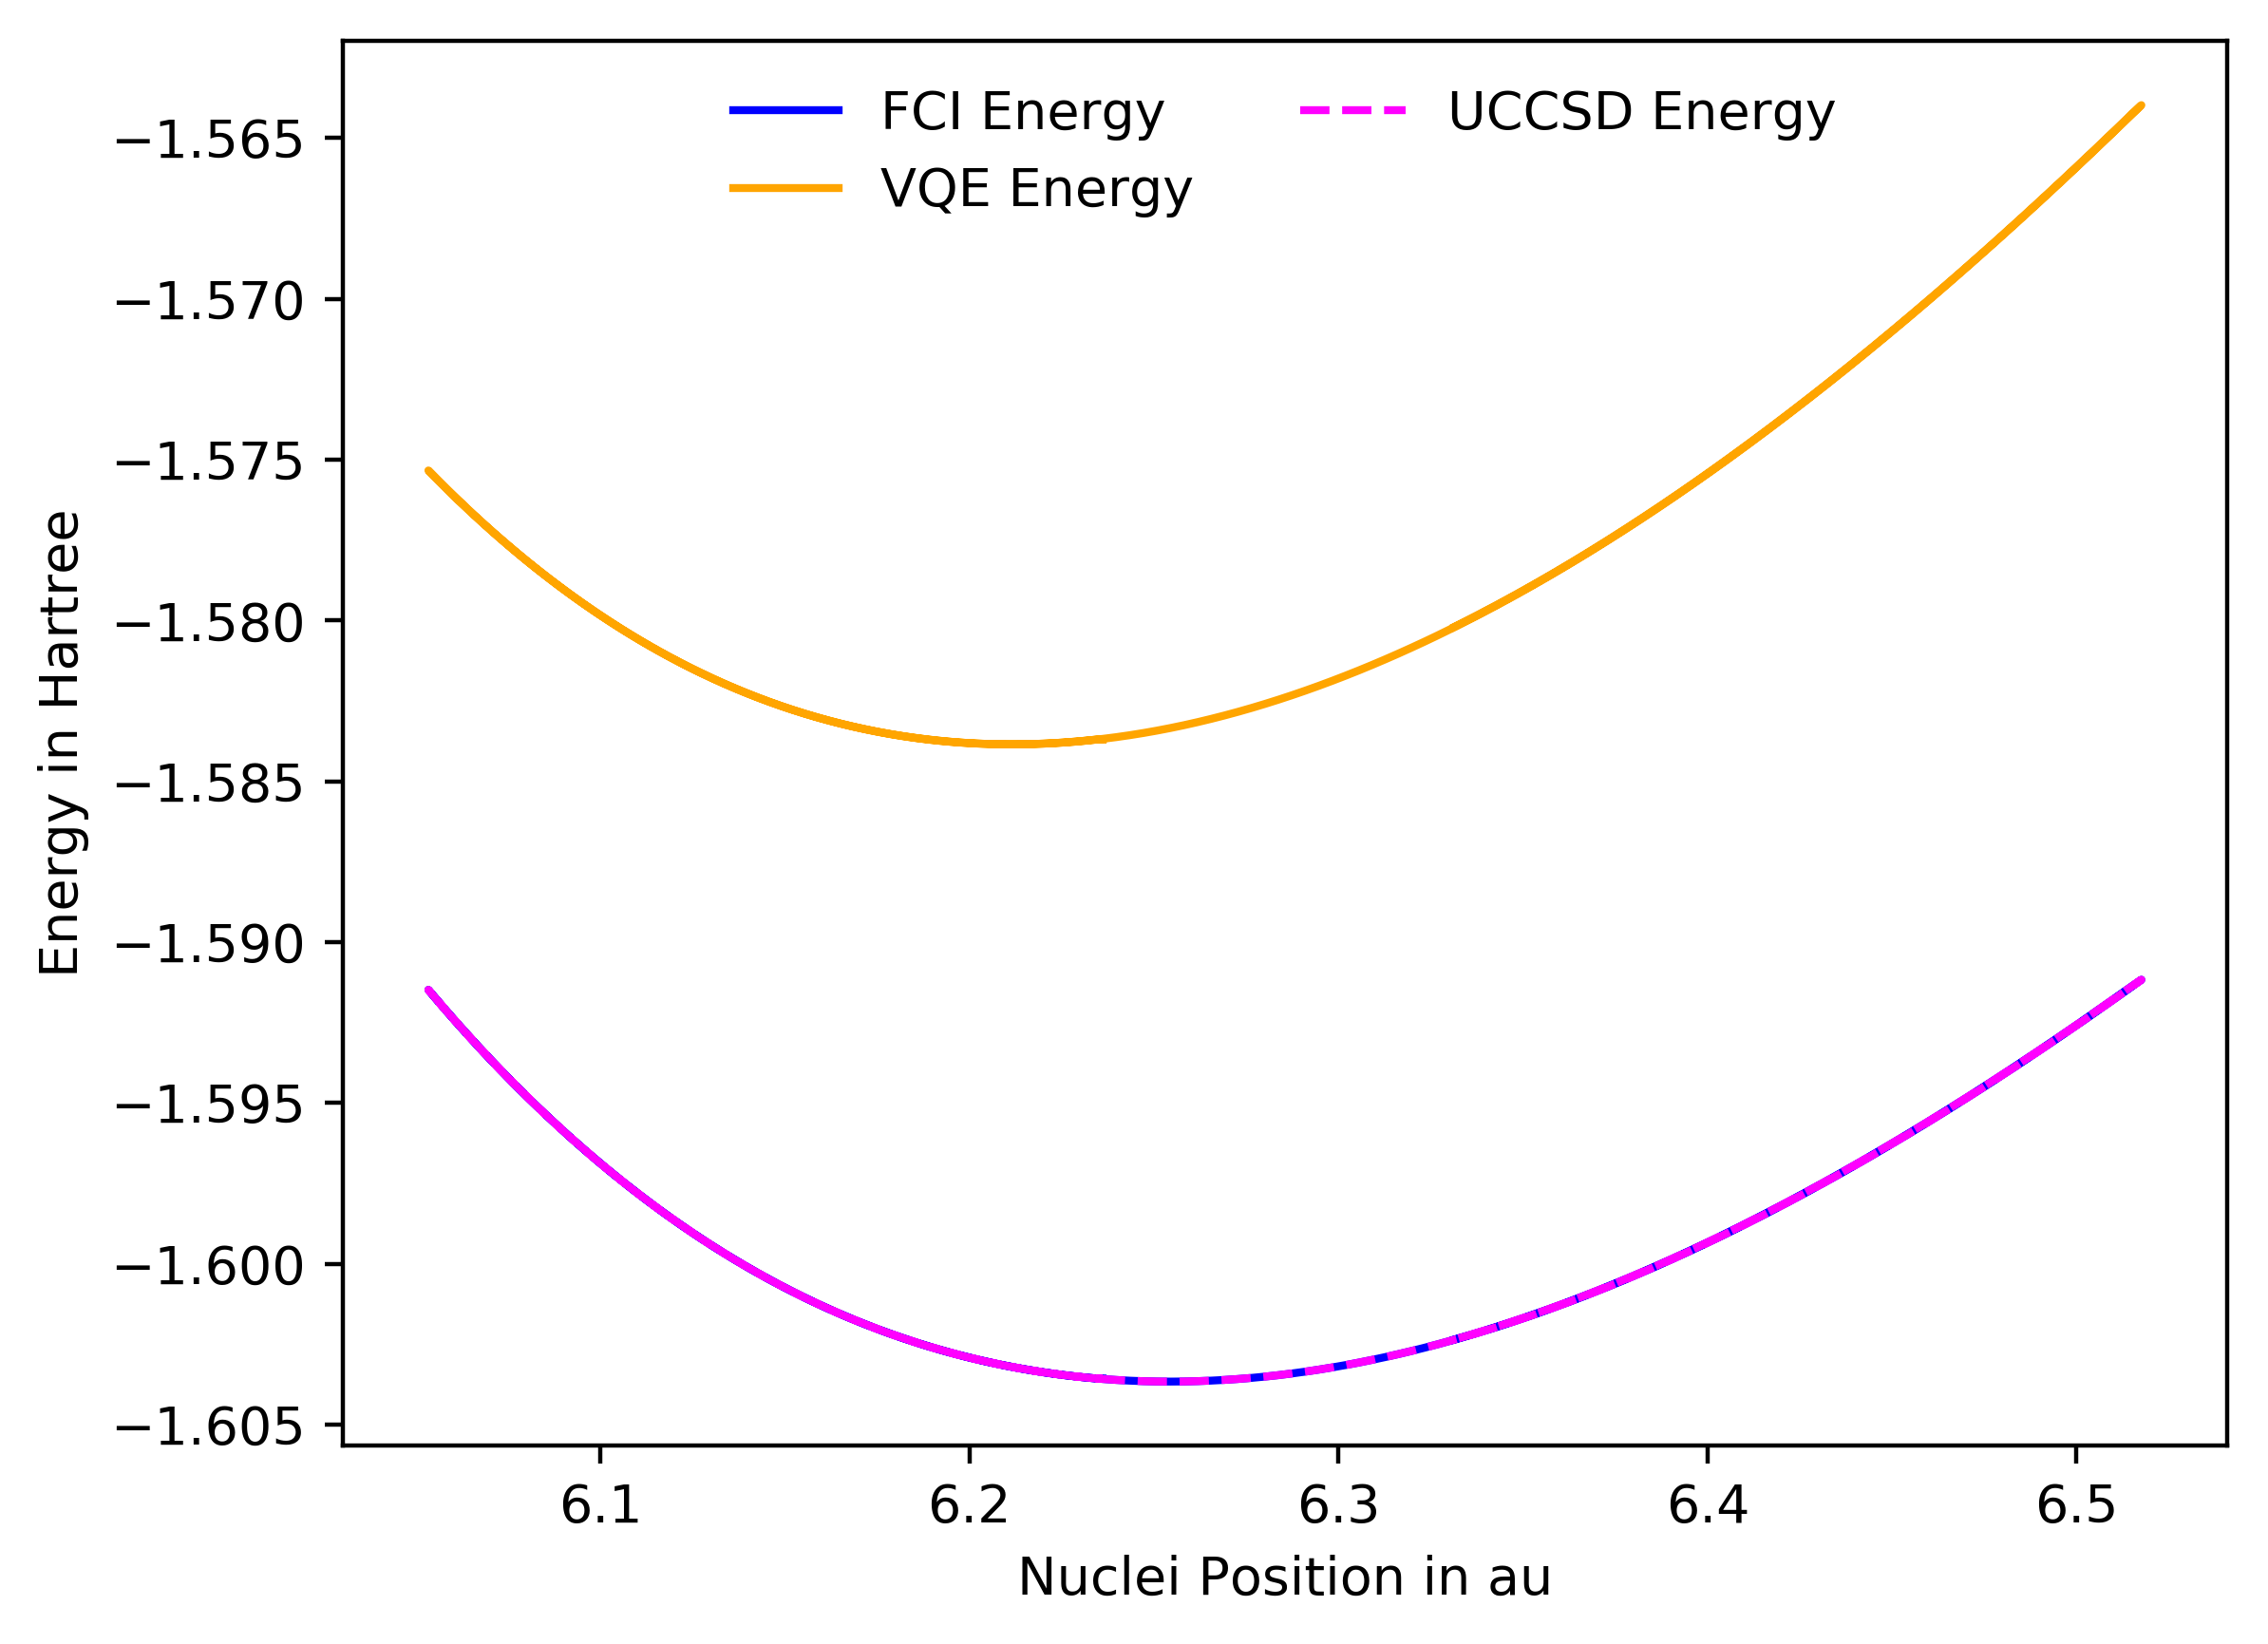 FCI Energy
VQE Energy
UCCSD Energy
Energy in Hartree
−1.565
−1.570
−1.575
−1.580
−1.585
−1.590
−1.595
−1.600
−1.605
6.1 6.2 6.3 6.4 6.5
Nuclei Position in au